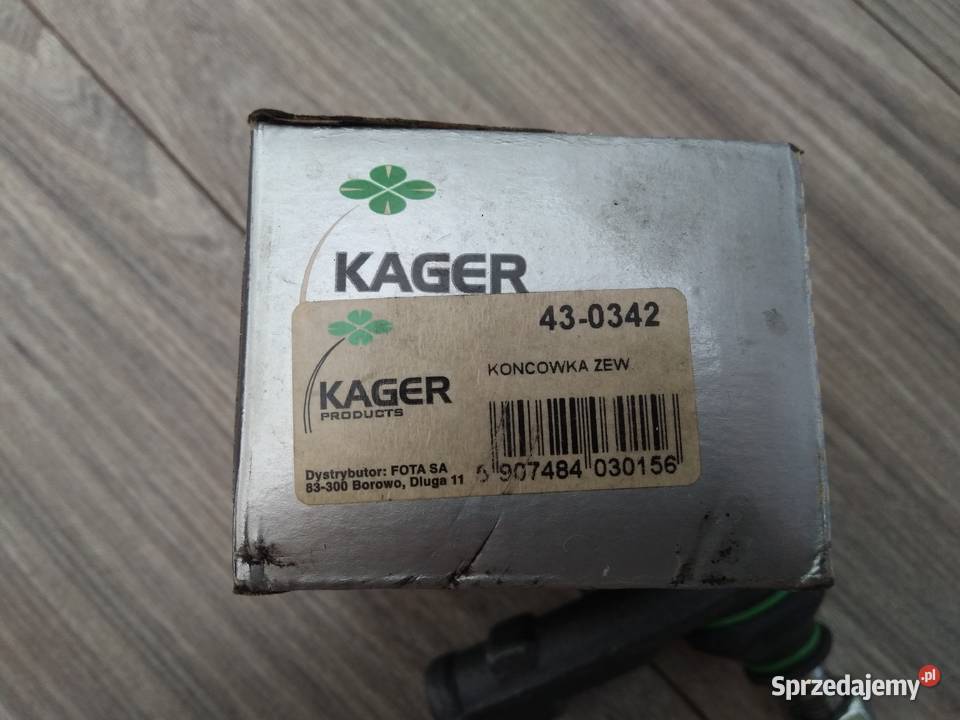 KAGER
43-0342
KONCOWKA ZEW.
KAGER
PRODUCTS
Dystrybutor: FOTA SA
83-300 Borowo, Dluga 11
907484 030156
Sprzedajemy.pl